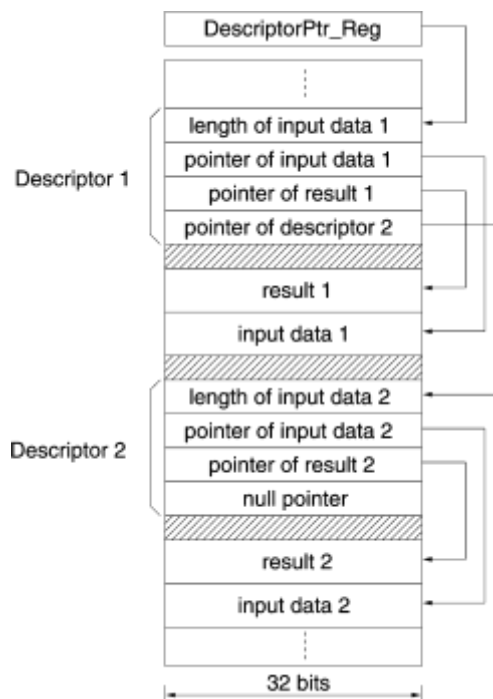 DescriptorPtr_Reg
length of input data 1
pointer of input data 1
Descriptor 1
pointer of result 1
pointer of descriptor 2
result 1
input data 1
length of input data 2
pointer of input data 2
Descriptor 2
pointer of result 2
null pointer
result 2
input data 2
32 bits